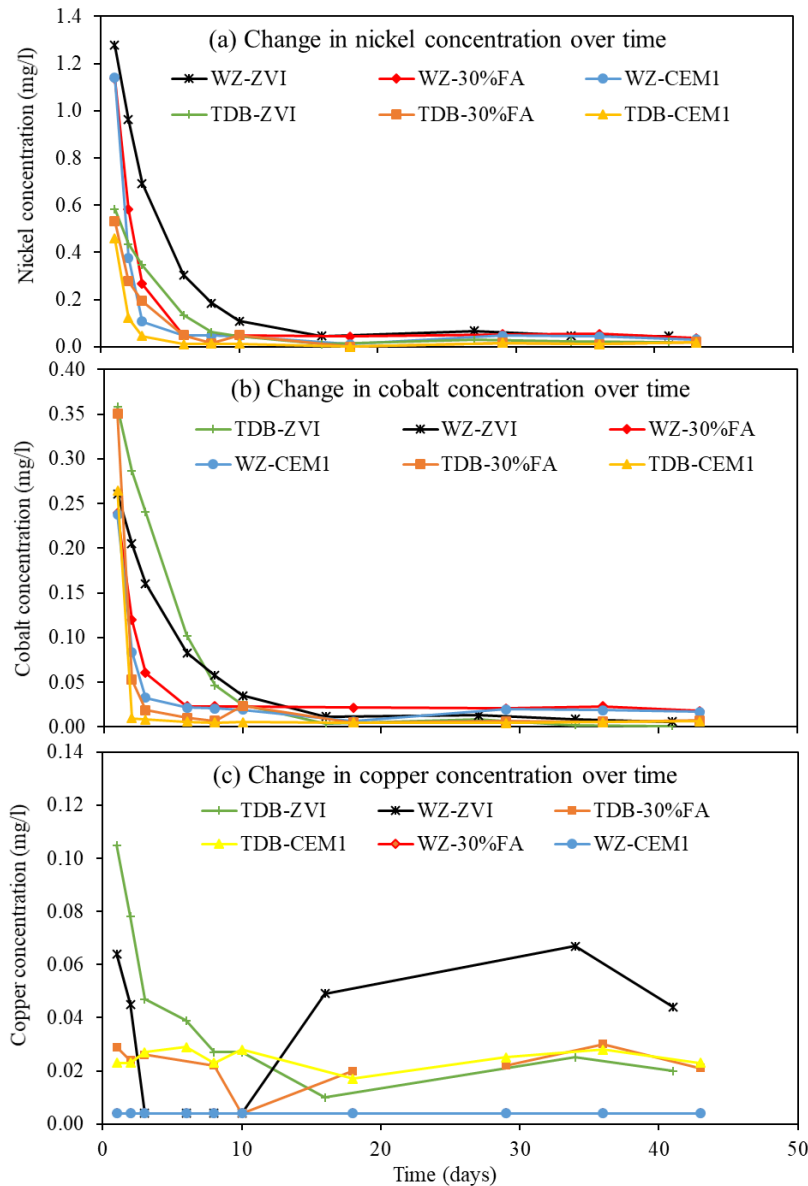 (a) Change in nickel concentration over time
WZ-ZVI WZ-30%FA WZ-CEM1
TDB-ZVI TDB-30%FA TDB-CEM1
Nickel concentration (mg/l)
1.4
1.2
1.0
0.8
0.6
0.4
0.2
0.0
(b) Change in cobalt concentration over time
TDB-ZVI WZ-ZVI WZ-30%FA
WZ-CEM1 TDB-30%FA TDB-CEM1
Cobalt concentration (mg/l)
0.40
0.35
0.30
0.25
0.20
0.15
0.10
0.05
0.00
(c) Change in copper concentration over time
TDB-ZVI WZ-ZVI TDB-30%FA
TDB-CEM1 WZ-30%FA WZ-CEM1
Copper concentration (mg/l)
0.14
0.12
0.10
0.08
0.06
0.04
0.02
0.00
0 10 20 30 40 50
Time (days)